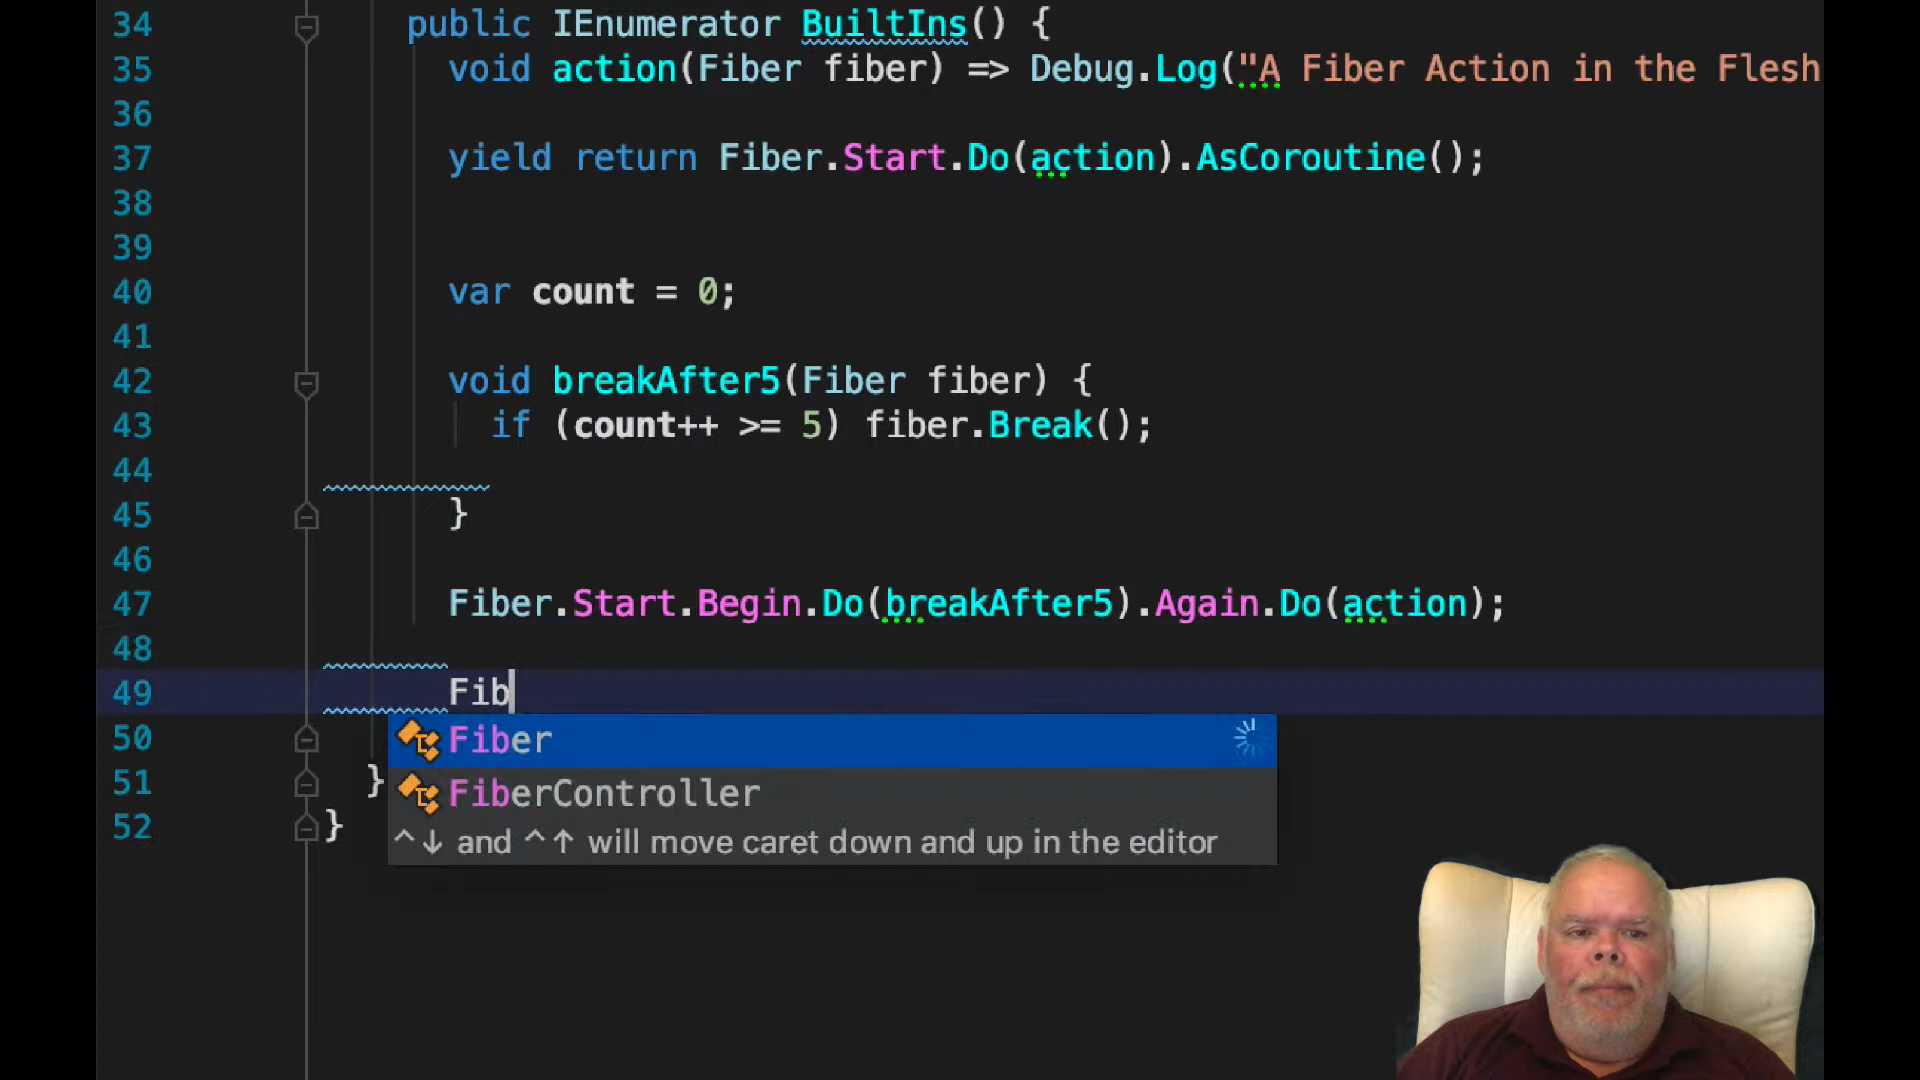 34 public IEnumerator BuiltIns() {
35 void action(Fiber fiber) => Debug.Log("A Fiber Action in the Flesh
36
37 yield return Fiber.Start.Do(action).AsCoroutine();
38
39
40 var count = 0;
41
42 void breakAfter5(Fiber fiber) {
43 if (count++ >= 5) fiber.Break();
44
45 }
46
47 Fiber.Start.Begin.Do(breakAfter5).Again.Do(action);
48
49 Fib
50 Fiber
51 } FiberController
52 } ^↓ and ^↑ will move caret down and up in the editor